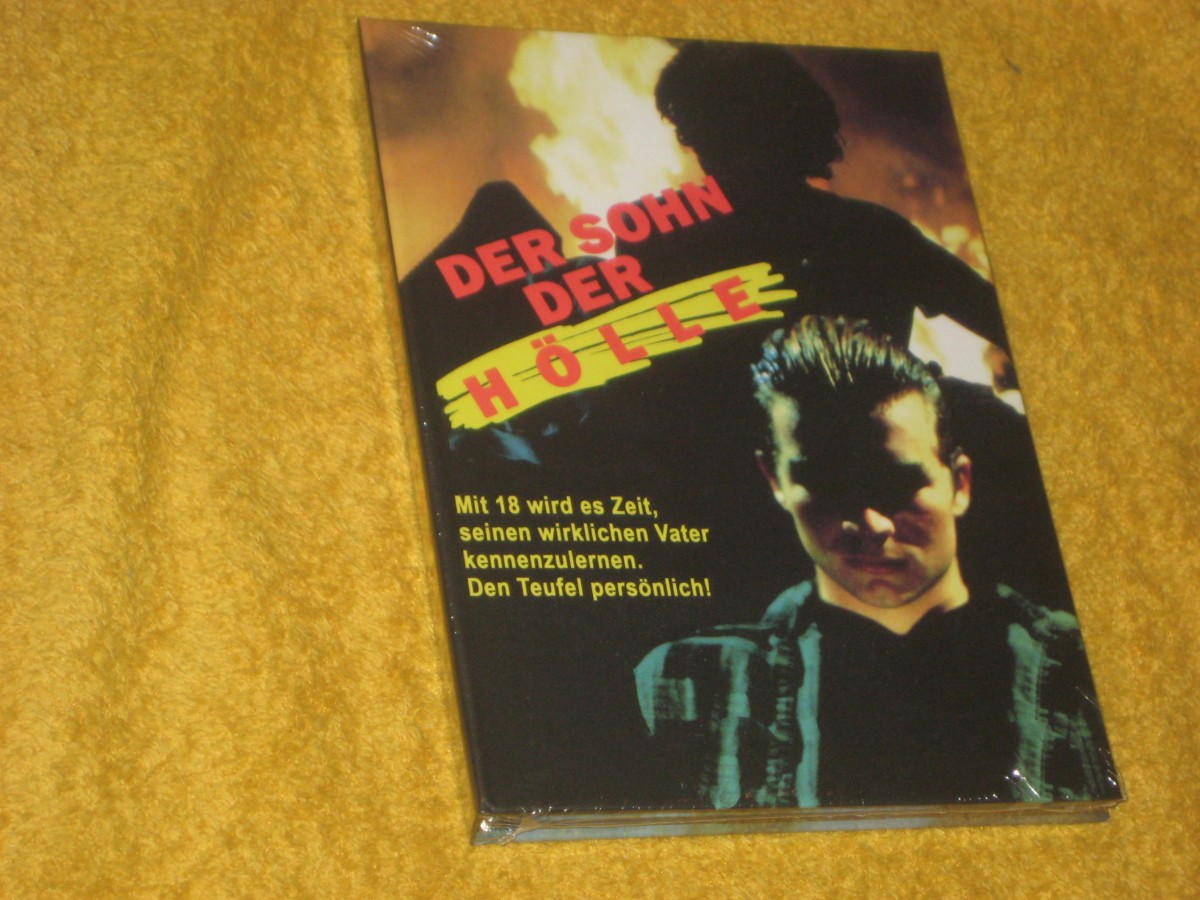 DER SOHN
DER
HÖLLE
Mit 18 wird es Zeit,
seinen wirklichen Vater
kennenzulernen.
Den Teufel persönlich!